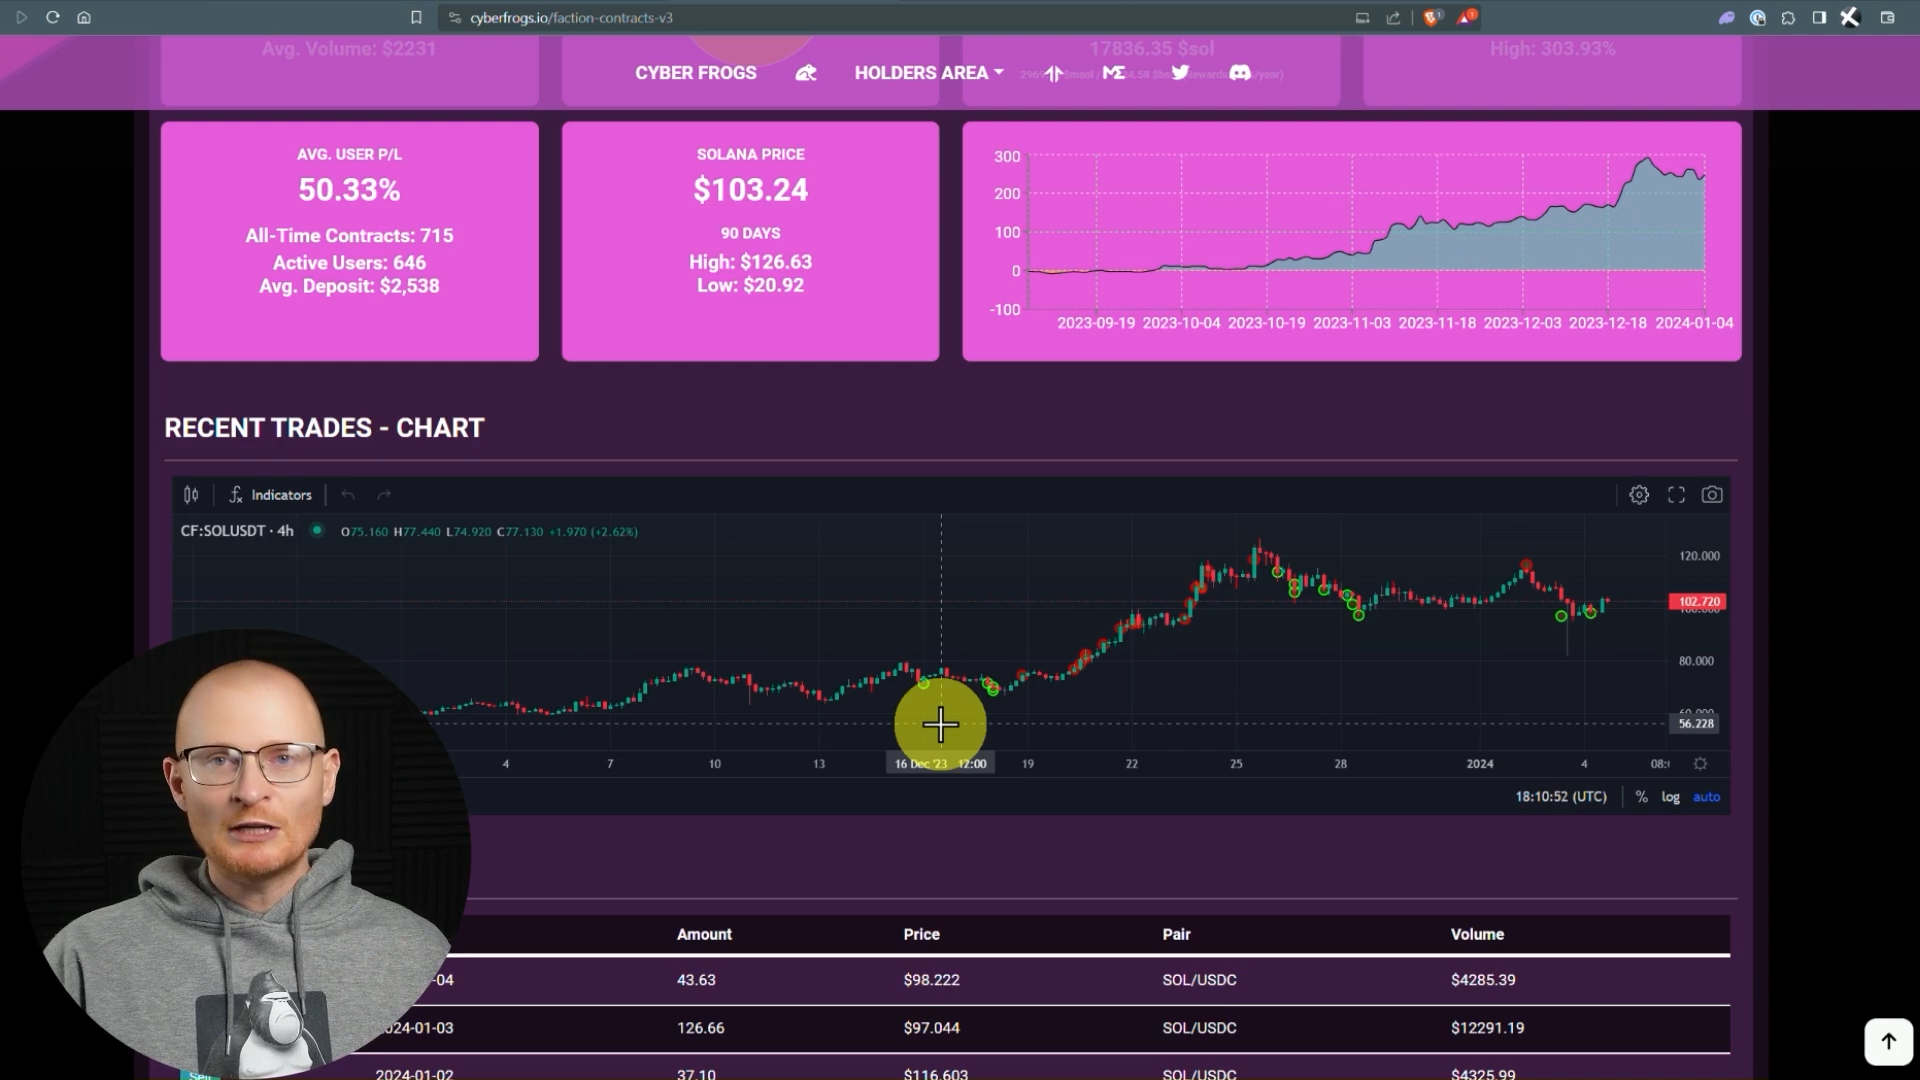 cyberfrogs.io/faction-contracts-v3
Avg. Volume: $2231
17836.35 $sol
High: 303.93%
CYBER FROGS
HOLDERS AREA
AVG. USER P/L
50.33%
All-Time Contracts: 715
Active Users: 646
Avg. Deposit: $2,538
SOLANA PRICE
$103.24
90 DAYS
High: $126.63
Low: $20.92
300
200
100
0
-100
2023-09-19 2023-10-04 2023-10-19 2023-11-03 2023-11-18 2023-12-03 2023-12-18 2024-01-04
RECENT TRADES - CHART
Indicators
CF:SOLUSDT · 4h O75.160 H77.440 L74.920 C77.130 +1.970 (+2.62%)
120.000
102.720
80.000
56.228
4 7 10 13 16 Dec '23 12:00 19 22 25 28 2024 4
18:10:52 (UTC) % log auto
Amount Price Pair Volume
-04 43.63 $98.222 SOL/USDC $4285.39
2024-01-03 126.66 $97.044 SOL/USDC $12291.19
Sell 2024-01-02 37.10 $116.603 SOL/USDC $4325.99